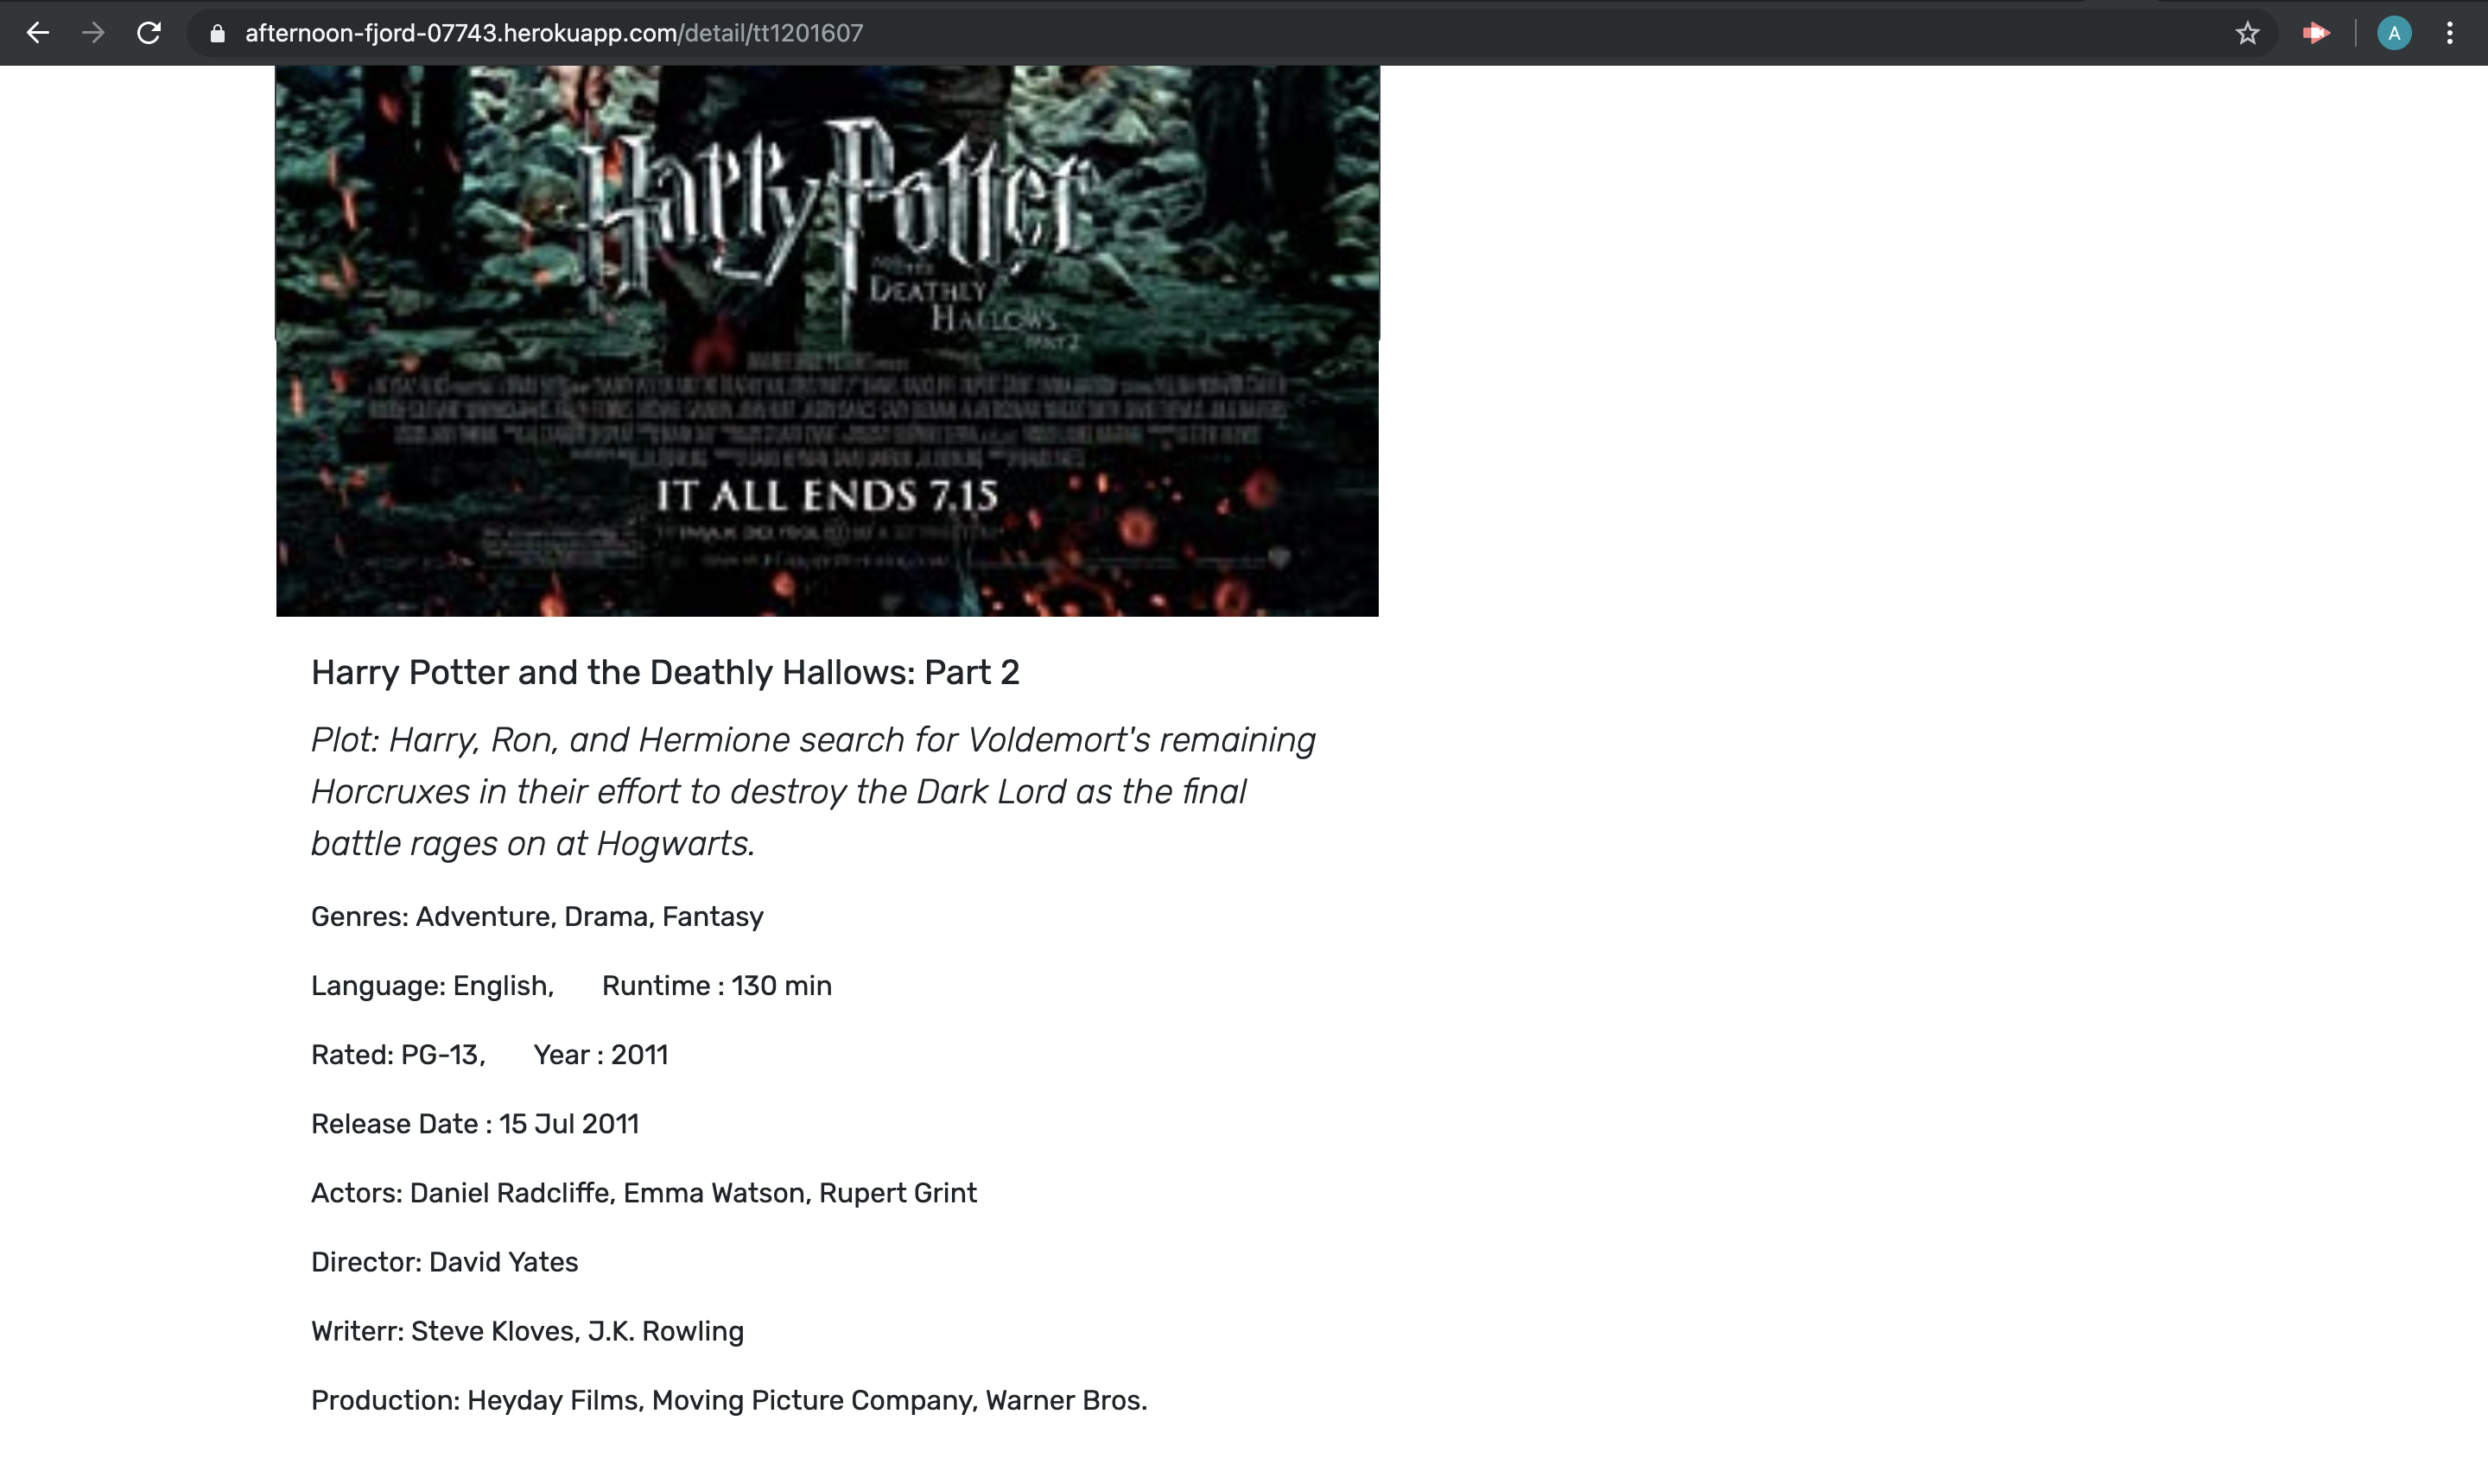 afternoon-fjord-07743.herokuapp.com/detail/tt1201607
A
Harry Potter
DEATHLY
HALLOWS
PART 2
IT ALL ENDS 7.15
Harry Potter and the Deathly Hallows: Part 2
Plot: Harry, Ron, and Hermione search for Voldemort's remaining
Horcruxes in their effort to destroy the Dark Lord as the final
battle rages on at Hogwarts.
Genres: Adventure, Drama, Fantasy
Language: English, Runtime : 130 min
Rated: PG-13, Year : 2011
Release Date : 15 Jul 2011
Actors: Daniel Radcliffe, Emma Watson, Rupert Grint
Director: David Yates
Writerr: Steve Kloves, J.K. Rowling
Production: Heyday Films, Moving Picture Company, Warner Bros.